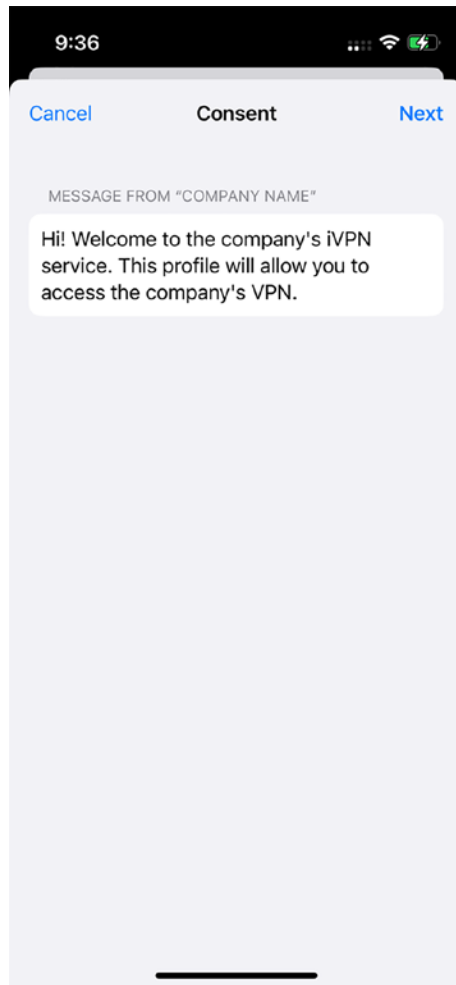 9:36
Cancel Consent Next
MESSAGE FROM “COMPANY NAME”
Hi! Welcome to the company's iVPN
service. This profile will allow you to
access the company's VPN.